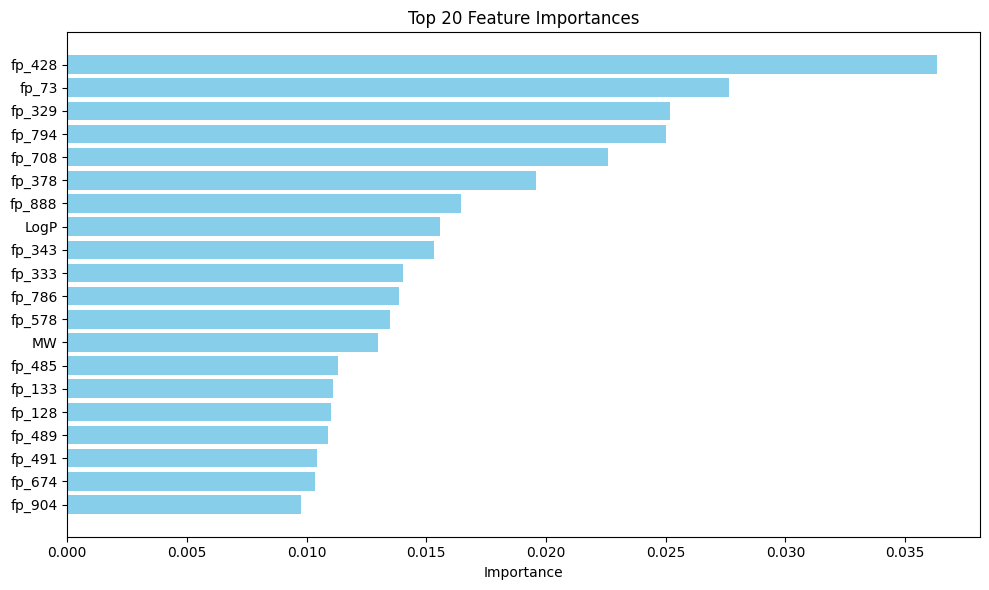 Top 20 Feature Importances
fp_428
fp_73
fp_329
fp_794
fp_708
fp_378
fp_888
LogP
fp_343
fp_333
fp_786
fp_578
MW
fp_485
fp_133
fp_128
fp_489
fp_491
fp_674
fp_904
0.000 0.005 0.010 0.015 0.020 0.025 0.030 0.035
Importance